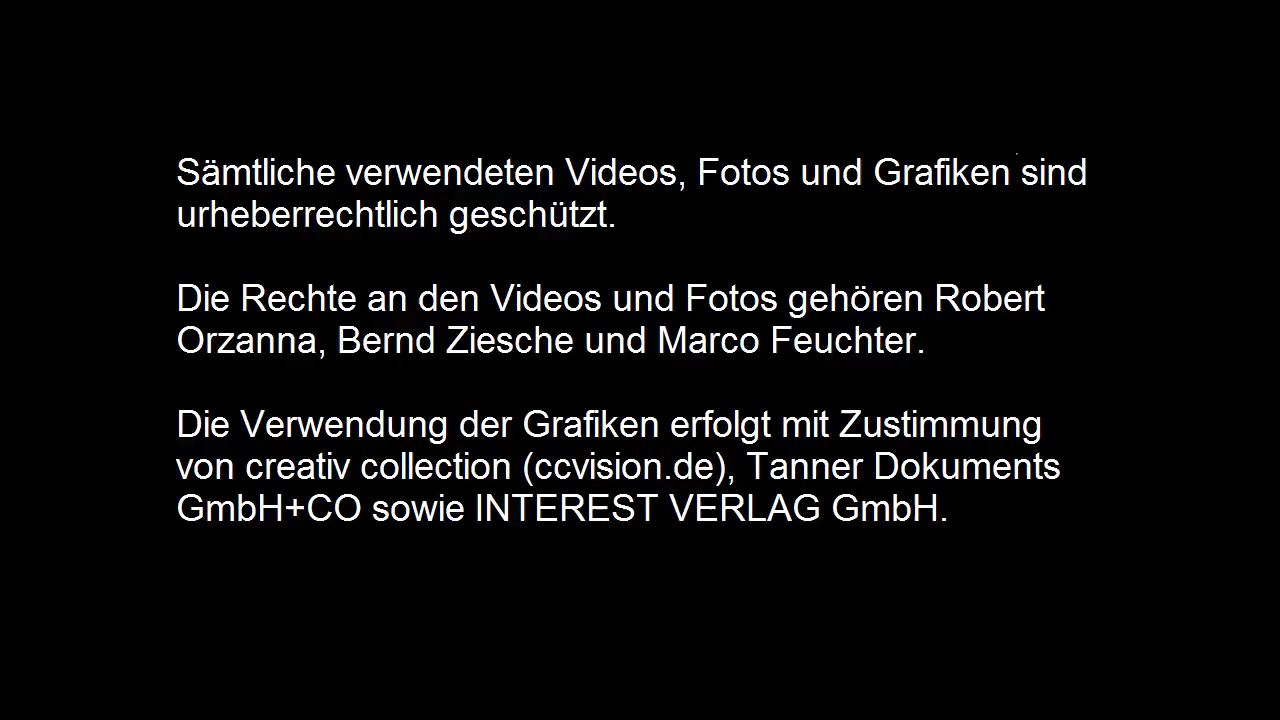 Sämtliche verwendeten Videos, Fotos und Grafiken sind
urheberrechtlich geschützt.
Die Rechte an den Videos und Fotos gehören Robert
Orzanna, Bernd Ziesche und Marco Feuchter.
Die Verwendung der Grafiken erfolgt mit Zustimmung
von creativ collection (ccvision.de), Tanner Dokuments
GmbH+CO sowie INTEREST VERLAG GmbH.